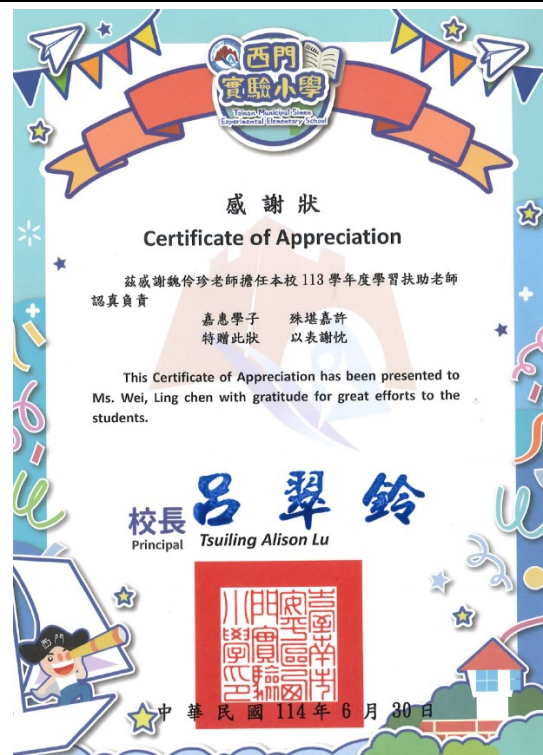 西門
實驗小學
Tainan Municipal Simen
Experimental Elementary School
感謝狀
Certificate of Appreciation
茲感謝魏伶珍老師擔任本校113學年度學習扶助老師
認真負責
嘉惠學子 殊堪嘉許
特贈此狀 以表謝忱
This Certificate of Appreciation has been presented to
Ms. Wei, Ling chen with gratitude for great efforts to the
students.
校長 呂翠鈴
Principal Tsuiling Alison Lu
臺南市
安平區西
門實驗
小學印
西門
中華民國114年6月30日